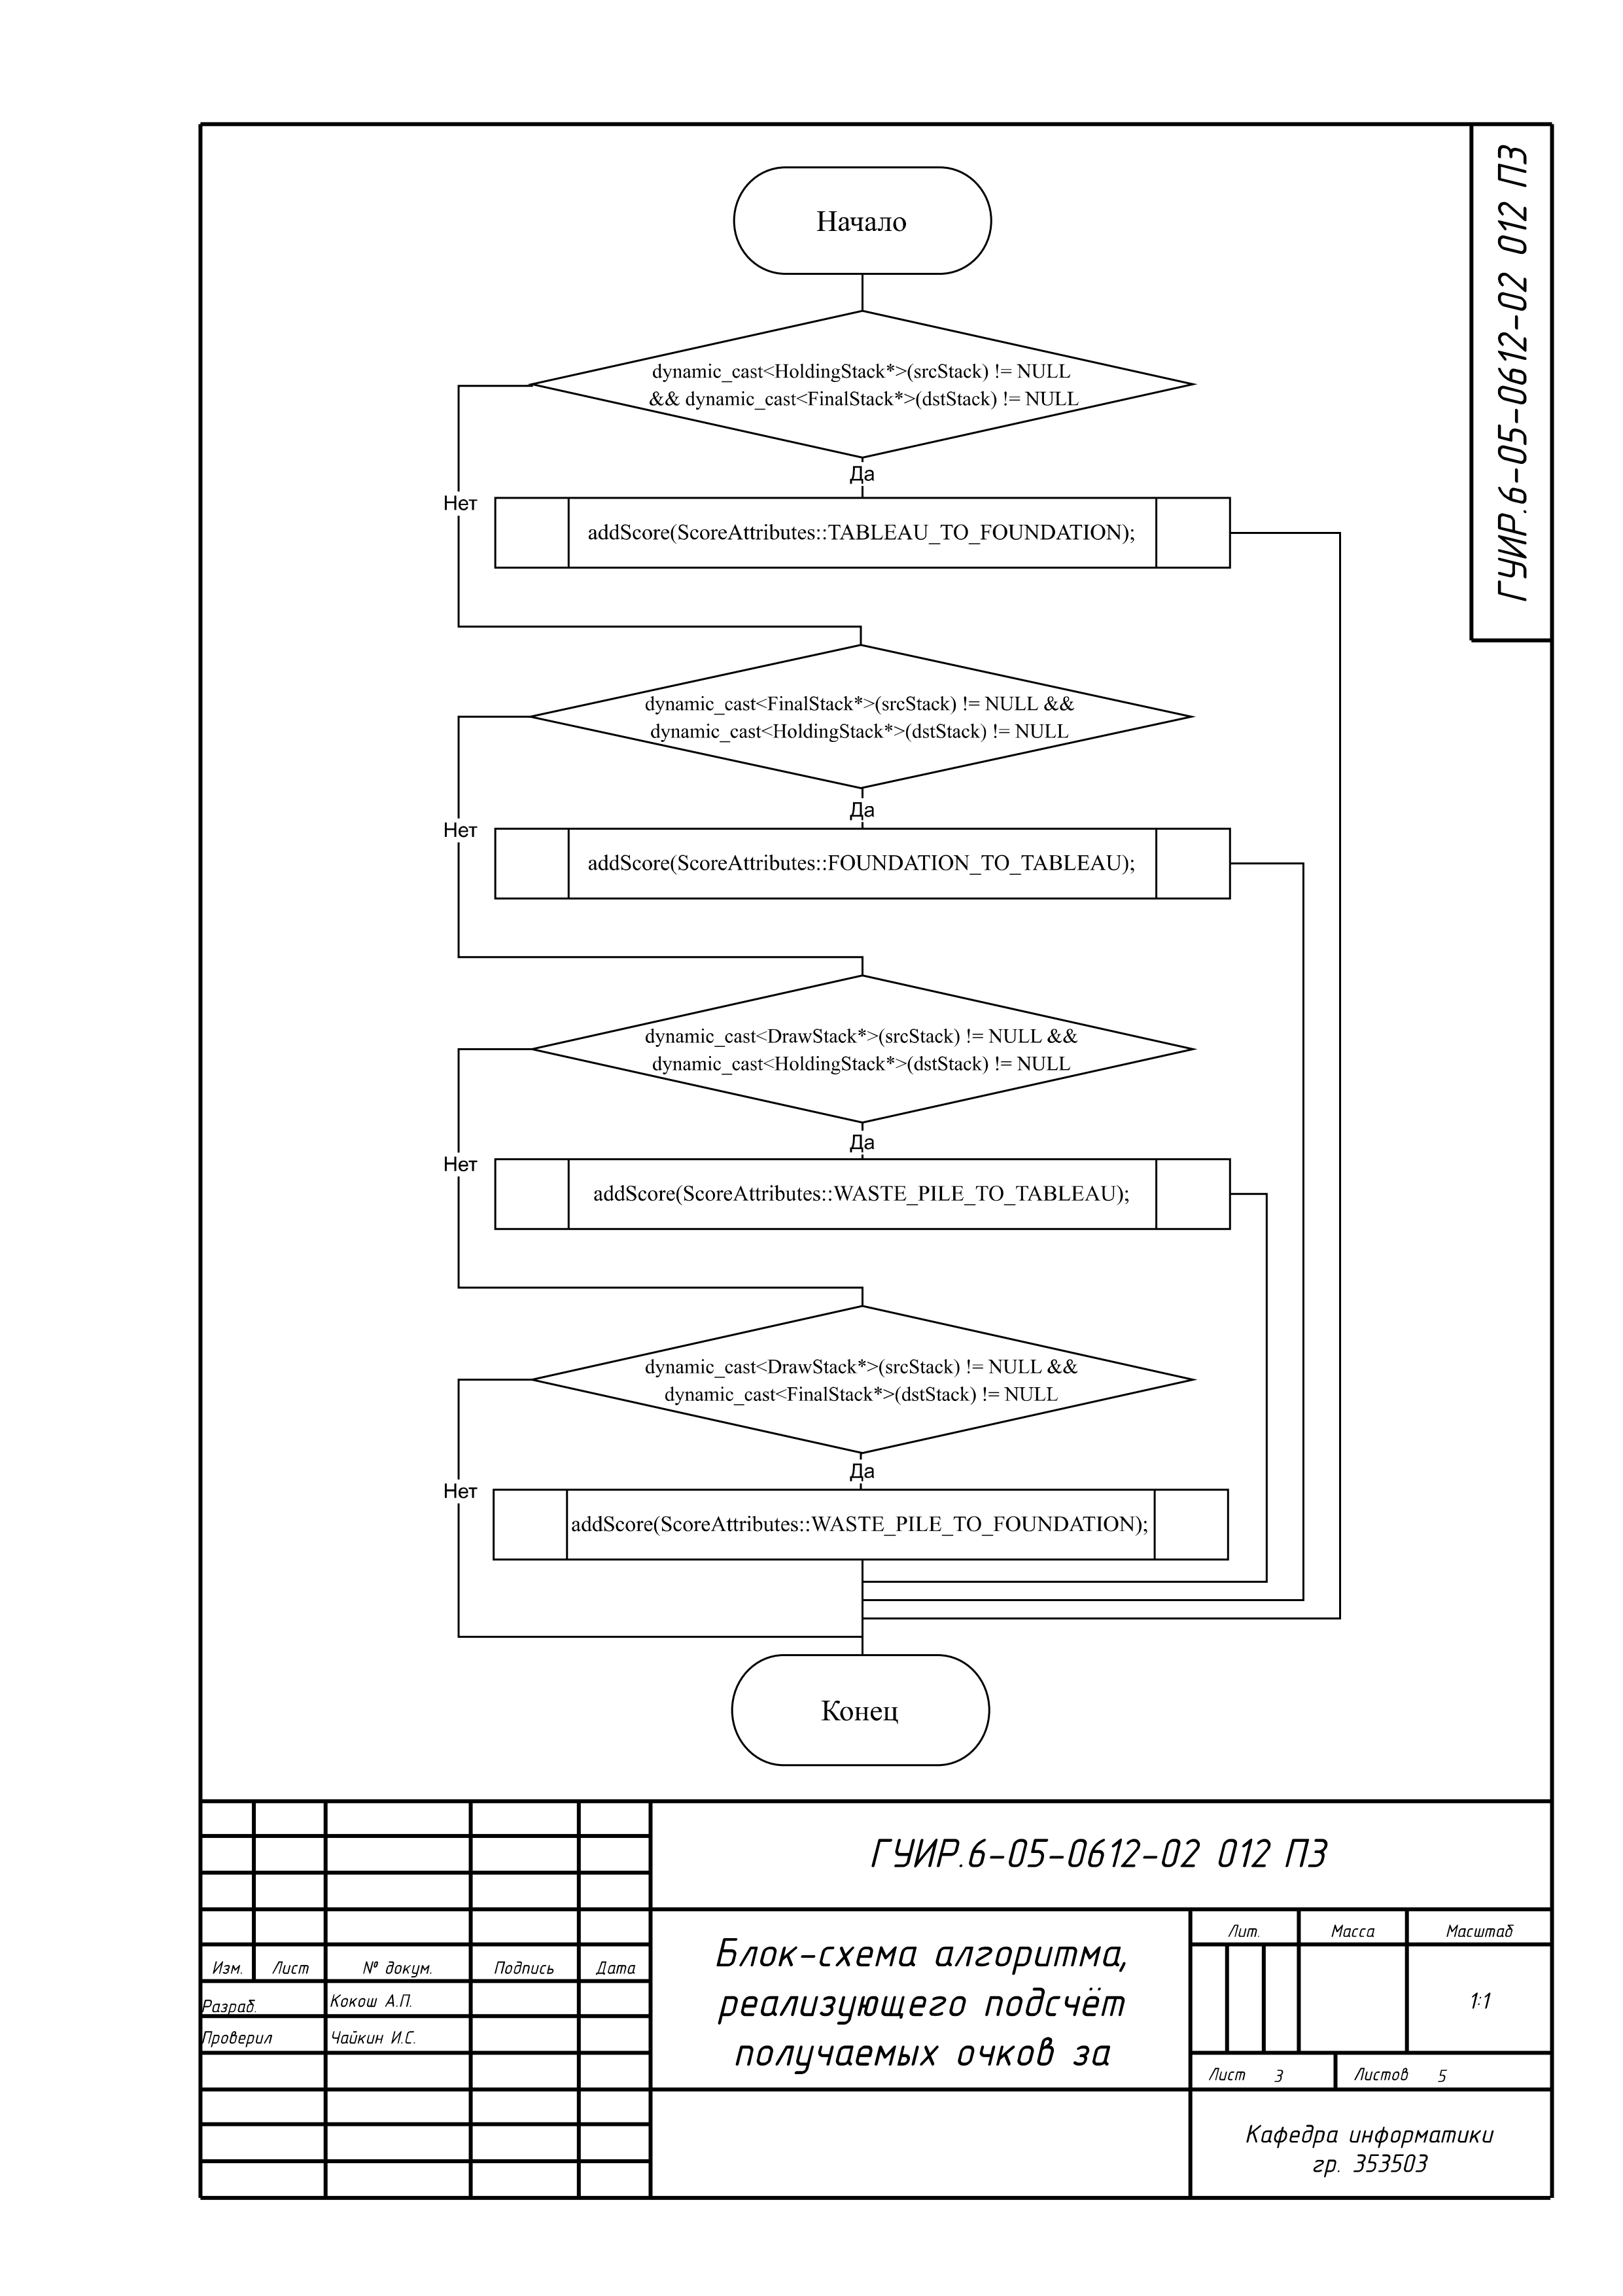 ГУИР.6-05-0612-02 012 ПЗ
Начало
dynamic_cast<HoldingStack*>(srcStack) != NULL
&& dynamic_cast<FinalStack*>(dstStack) != NULL
Да
Нет
addScore(ScoreAttributes::TABLEAU_TO_FOUNDATION);
dynamic_cast<FinalStack*>(srcStack) != NULL &&
dynamic_cast<HoldingStack*>(dstStack) != NULL
Да
Нет
addScore(ScoreAttributes::FOUNDATION_TO_TABLEAU);
dynamic_cast<DrawStack*>(srcStack) != NULL &&
dynamic_cast<HoldingStack*>(dstStack) != NULL
Да
Нет
addScore(ScoreAttributes::WASTE_PILE_TO_TABLEAU);
dynamic_cast<DrawStack*>(srcStack) != NULL &&
dynamic_cast<FinalStack*>(dstStack) != NULL
Да
Нет
addScore(ScoreAttributes::WASTE_PILE_TO_FOUNDATION);
Конец
ГУИР.6-05-0612-02 012 ПЗ
Изм. Лист № докум. Подпись Дата
Разраб. Кокош А.П.
Проверил Чайкин И.С.
Блок-схема алгоритма,
реализующего подсчёт
получаемых очков за
Лит. Масса Масштаб
1:1
Лист 3 Листов 5
Кафедра информатики
гр. 353503